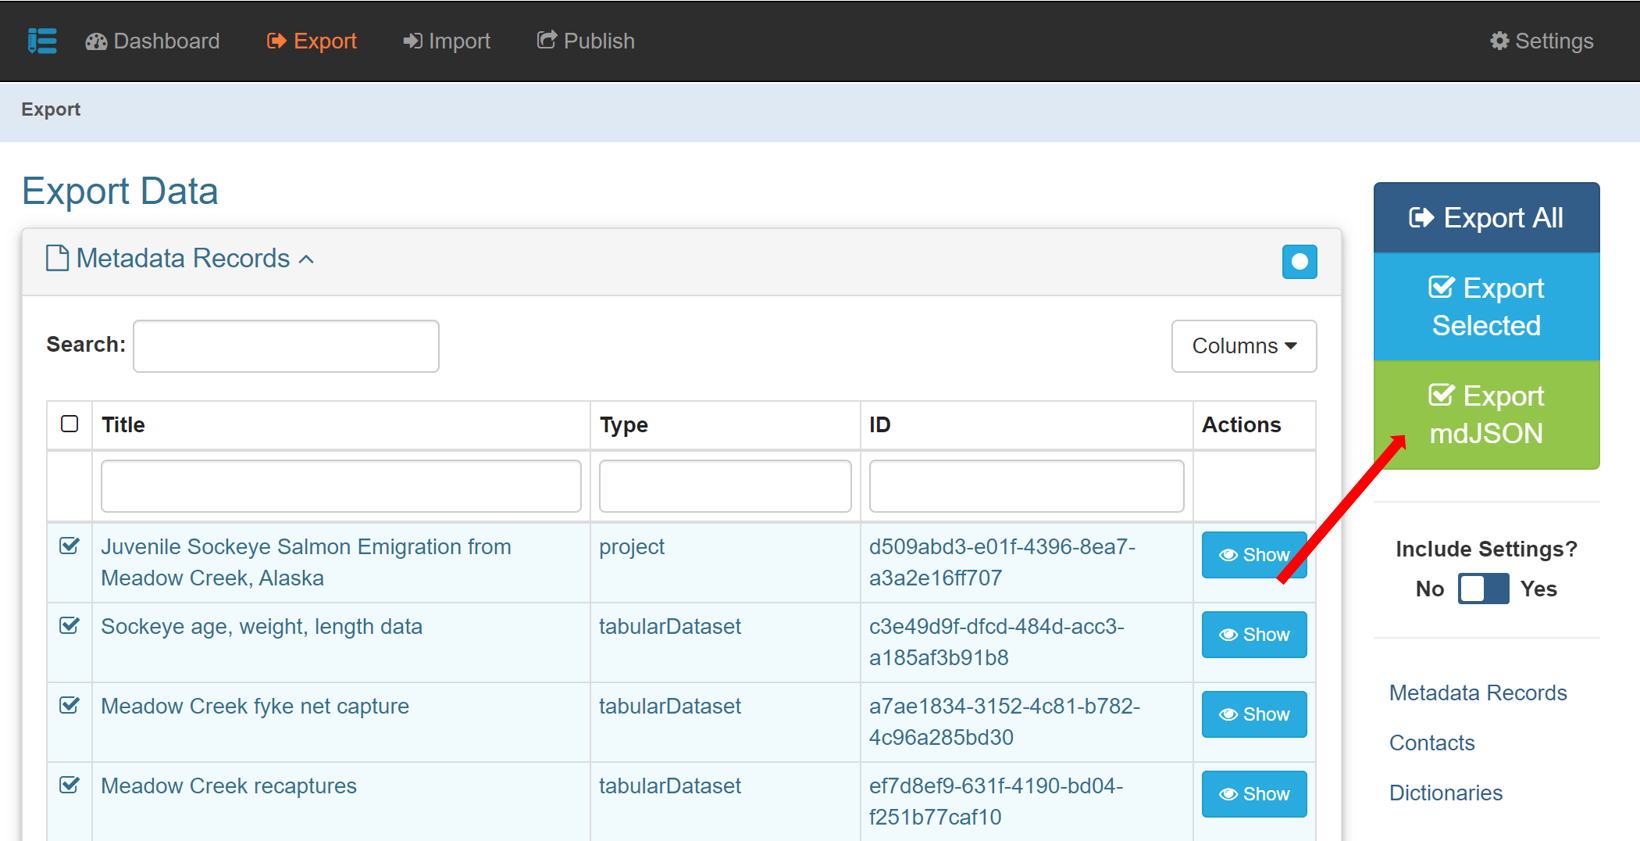 Dashboard Export Import Publish Settings
Export
Export Data
Metadata Records
Search:
Columns
Title Type ID Actions
Juvenile Sockeye Salmon Emigration from project d509abd3-e01f-4396-8ea7- Show
Meadow Creek, Alaska a3a2e16ff707
Sockeye age, weight, length data tabularDataset c3e49d9f-dfcd-484d-acc3- Show
a185af3b91b8
Meadow Creek fyke net capture tabularDataset a7ae1834-3152-4c81-b782- Show
4c96a285bd30
Meadow Creek recaptures tabularDataset ef7d8ef9-631f-4190-bd04- Show
f251b77caf10
Export All
Export
Selected
Export
mdJSON
Include Settings?
No Yes
Metadata Records
Contacts
Dictionaries